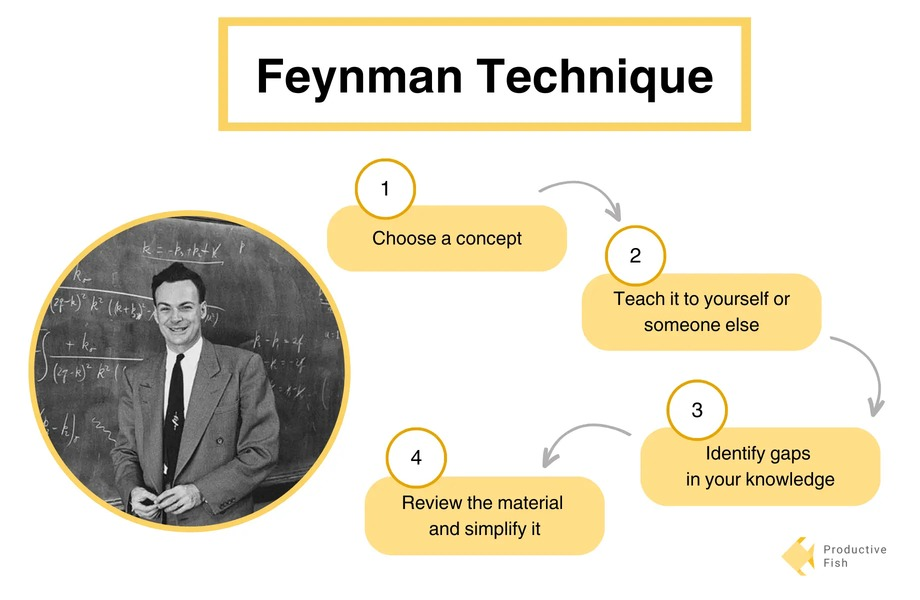 Feynman Technique
1
Choose a concept
2
Teach it to yourself or
someone else
3
Identify gaps
in your knowledge
4
Review the material
and simplify it
Productive
Fish